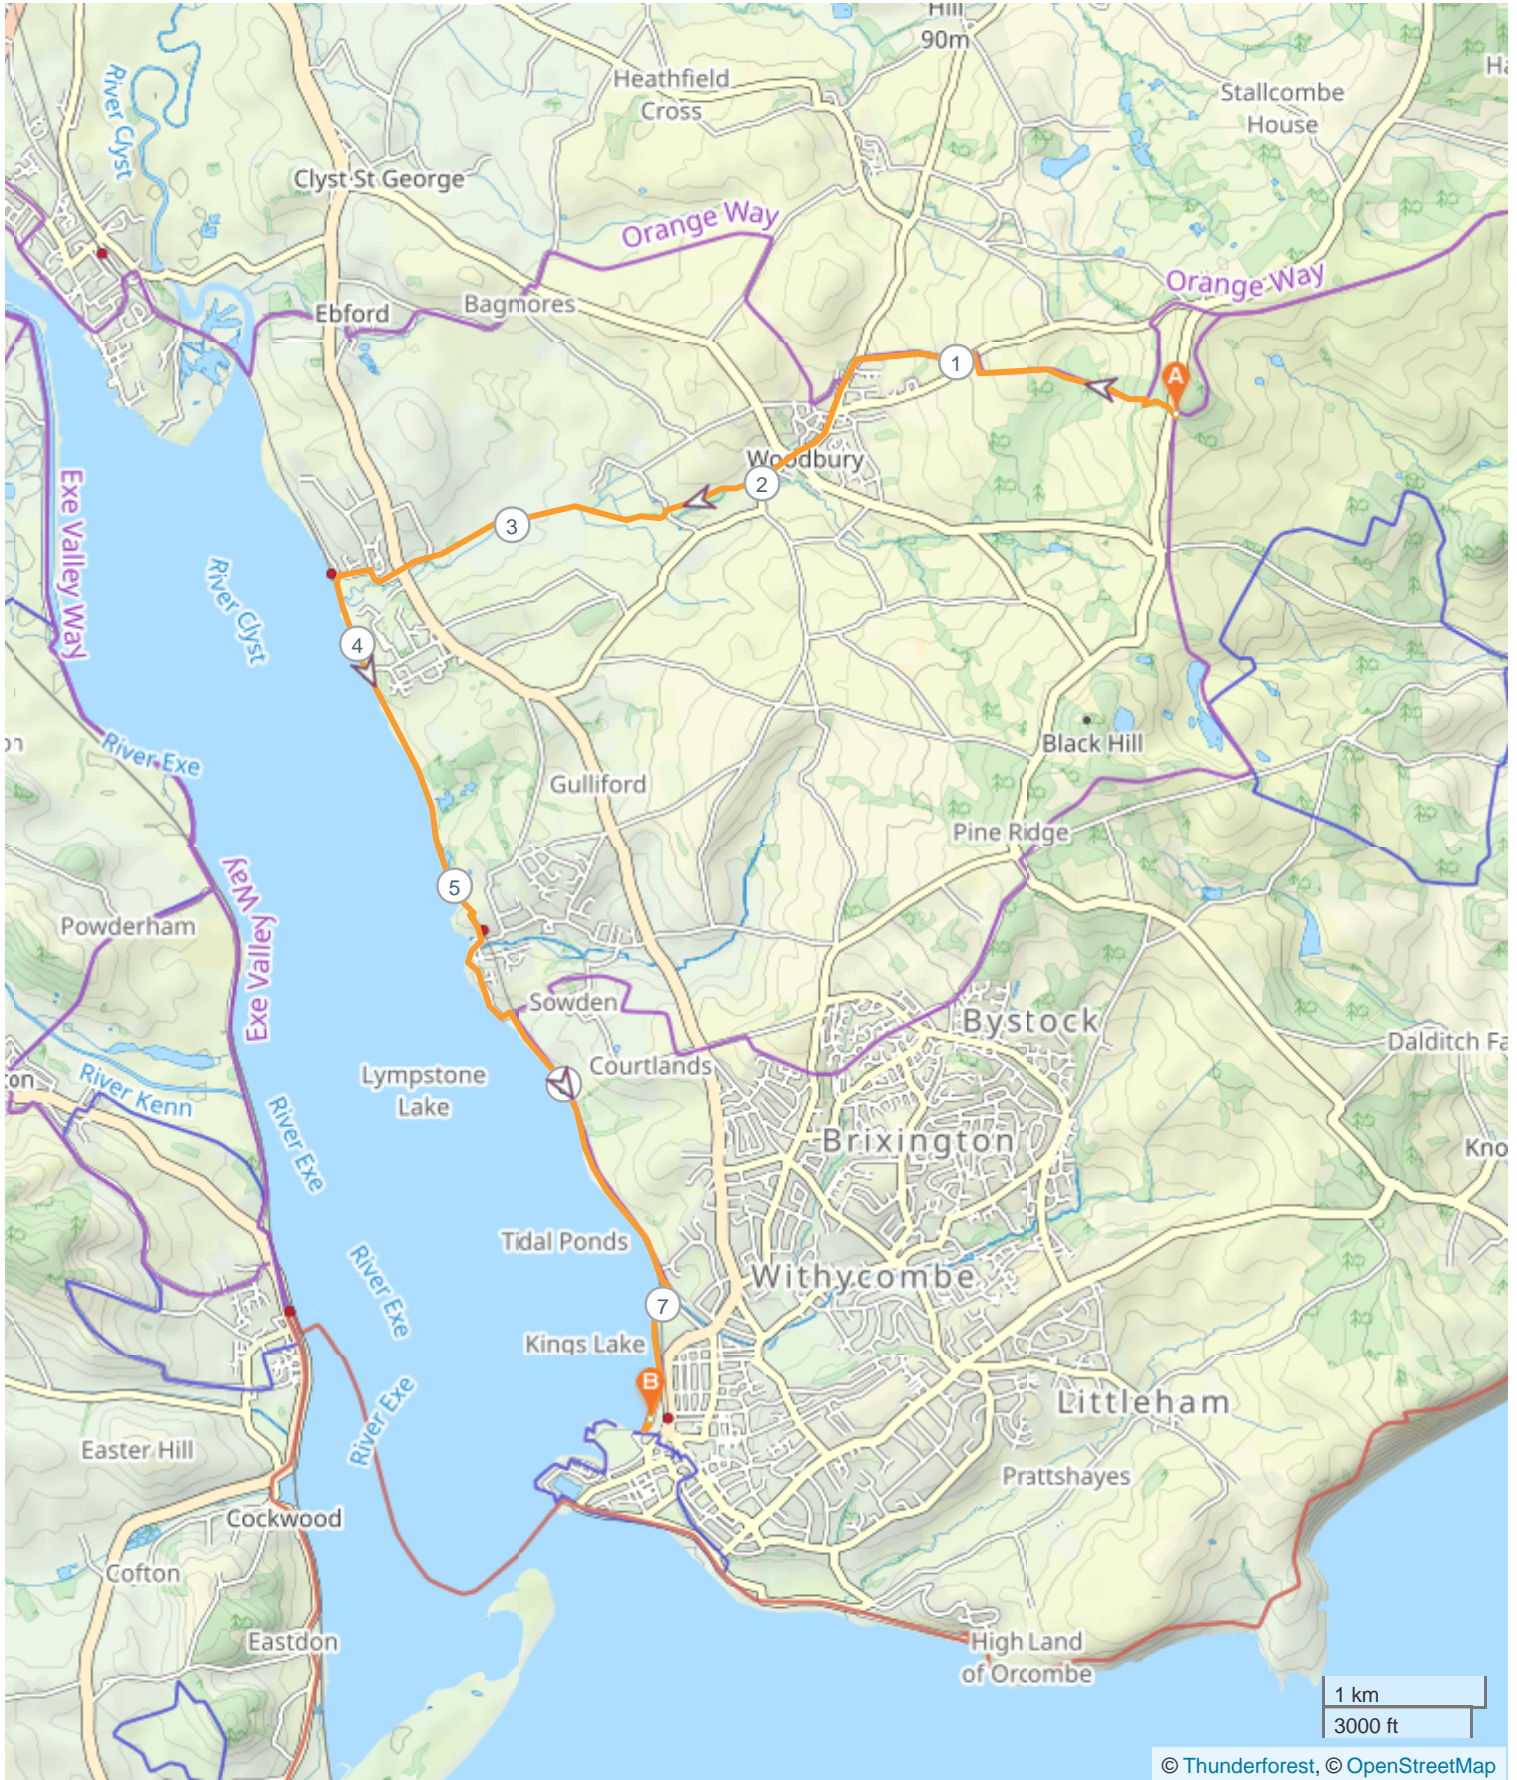 Hill
90m
Heathfield
Cross
Stallcombe
House
River Clyst
Clyst St George
Orange Way
Orange Way
Bagmores
Ebford
1
A
Woodbury
2
3
Exe Valley Way
River Clyst
4
Black Hill
River Exe
Gulliford
Pine Ridge
5
Exe Valley Way
Powderham
Sowden
Bystock
Courtlands
Lympstone
Lake
River Kenn
River Exe
Brixington
Tidal Ponds
River Exe
Withycombe
7
Kings Lake
B
River Exe
Littleham
Easter Hill
Prattshayes
Cockwood
Cofton
Eastdon
High Land
of Orcombe
1 km
3000 ft
© Thunderforest, © OpenStreetMap